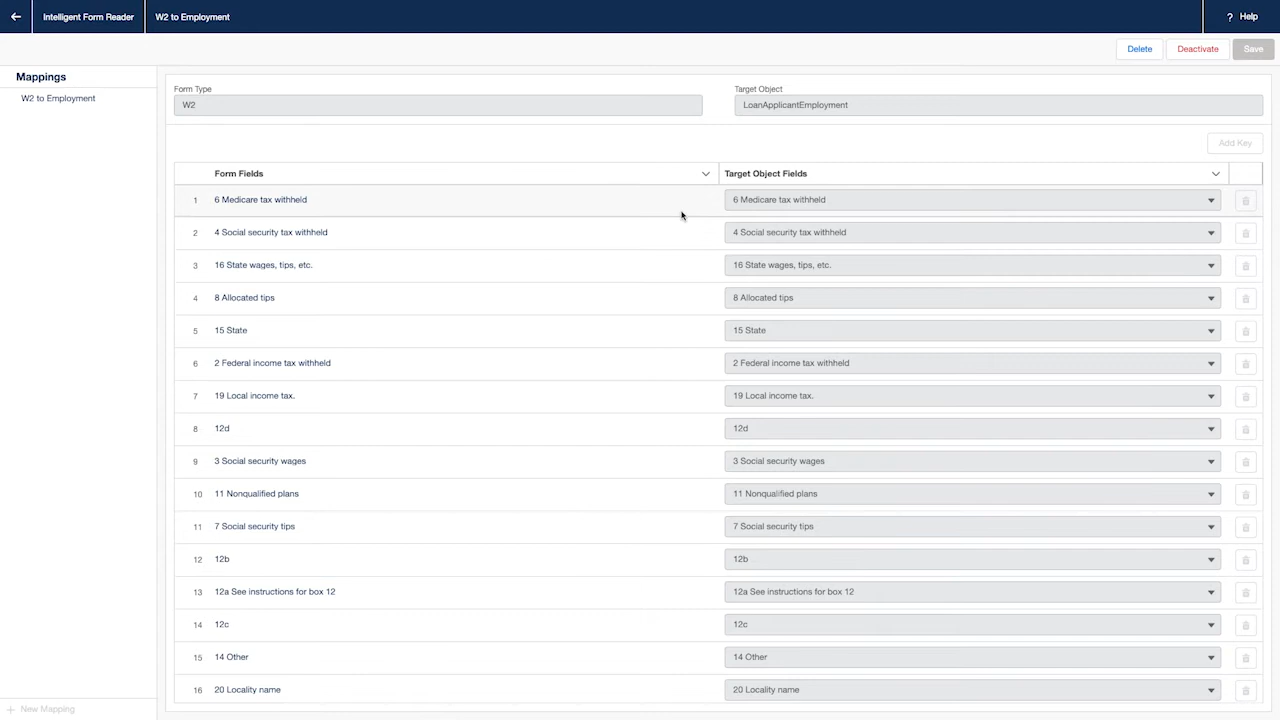 Intelligent Form Reader W2 to Employment ? Help
Delete Deactivate Save
Mappings
W2 to Employment
Form Type Target Object
W2 LoanApplicantEmployment
Add Key
Form Fields Target Object Fields
1 6 Medicare tax withheld 6 Medicare tax withheld
2 4 Social security tax withheld 4 Social security tax withheld
3 16 State wages, tips, etc. 16 State wages, tips, etc.
4 8 Allocated tips 8 Allocated tips
5 15 State 15 State
6 2 Federal income tax withheld 2 Federal income tax withheld
7 19 Local income tax. 19 Local income tax.
8 12d 12d
9 3 Social security wages 3 Social security wages
10 11 Nonqualified plans 11 Nonqualified plans
11 7 Social security tips 7 Social security tips
12 12b 12b
13 12a See instructions for box 12 12a See instructions for box 12
14 12c 12c
15 14 Other 14 Other
16 20 Locality name 20 Locality name
+ New Mapping